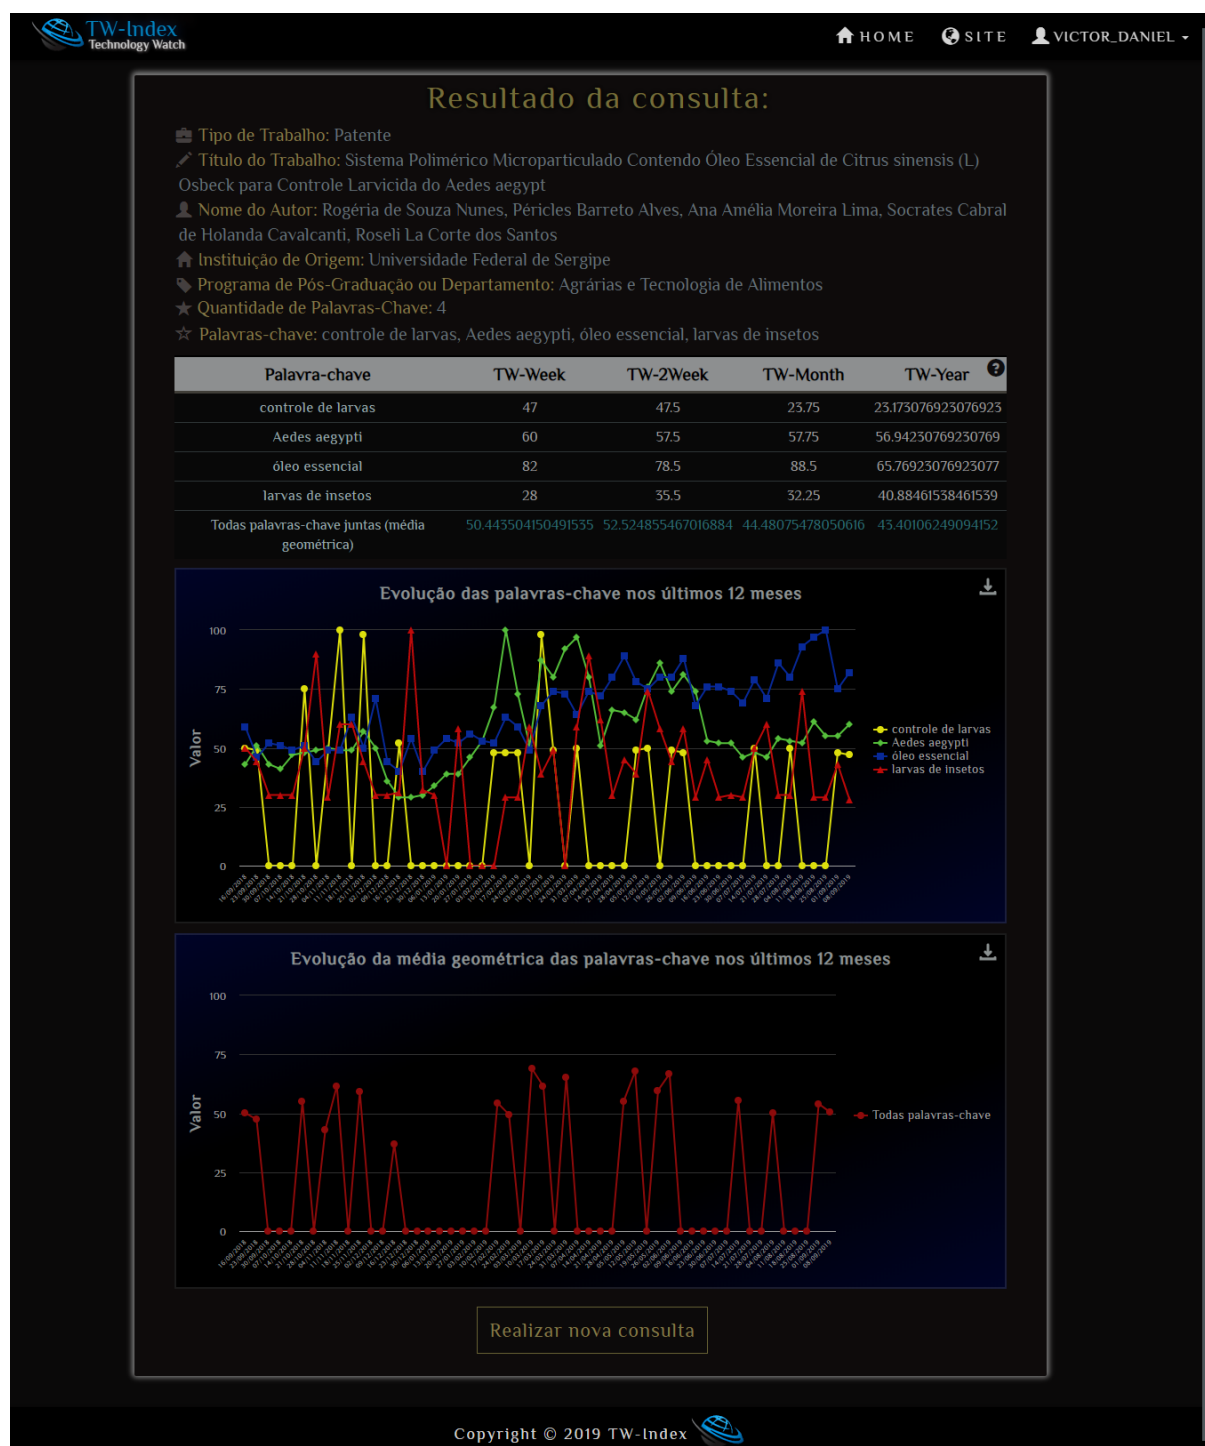 TW-Index
Technology Watch
HOME SITE VICTOR_DANIEL
Resultado da consulta:
Tipo de Trabalho: Patente
Título do Trabalho: Sistema Polimérico Microparticulado Contendo Óleo Essencial de Citrus sinensis (L)
Osbeck para Controle Larvicida do Aedes aegypt
Nome do Autor: Rogéria de Souza Nunes, Péricles Barreto Alves, Ana Amélia Moreira Lima, Socrates Cabral
de Holanda Cavalcanti, Roseli La Corte dos Santos
Instituição de Origem: Universidade Federal de Sergipe
Programa de Pós-Graduação ou Departamento: Agrárias e Tecnologia de Alimentos
Quantidade de Palavras-Chave: 4
Palavras-chave: controle de larvas, Aedes aegypti, óleo essencial, larvas de insetos
Palavra-chave TW-Week TW-2Week TW-Month TW-Year ?
controle de larvas 47 47.5 23.75 23.173076923076923
Aedes aegypti 60 57.5 57.75 56.94230769230769
óleo essencial 82 78.5 88.5 65.76923076923077
larvas de insetos 28 35.5 32.25 40.88461538461539
Todas palavras-chave juntas (média
geométrica) 50.443504150491535 52.524855467016884 44.48075478050616 43.40106249094152
Evolução das palavras-chave nos últimos 12 meses
100
75
50
25
0
Valor
controle de larvas
Aedes aegypti
óleo essencial
larvas de insetos
Evolução da média geométrica das palavras-chave nos últimos 12 meses
100
75
50
25
0
Valor
Todas palavras-chave
Realizar nova consulta
Copyright © 2019 TW-Index